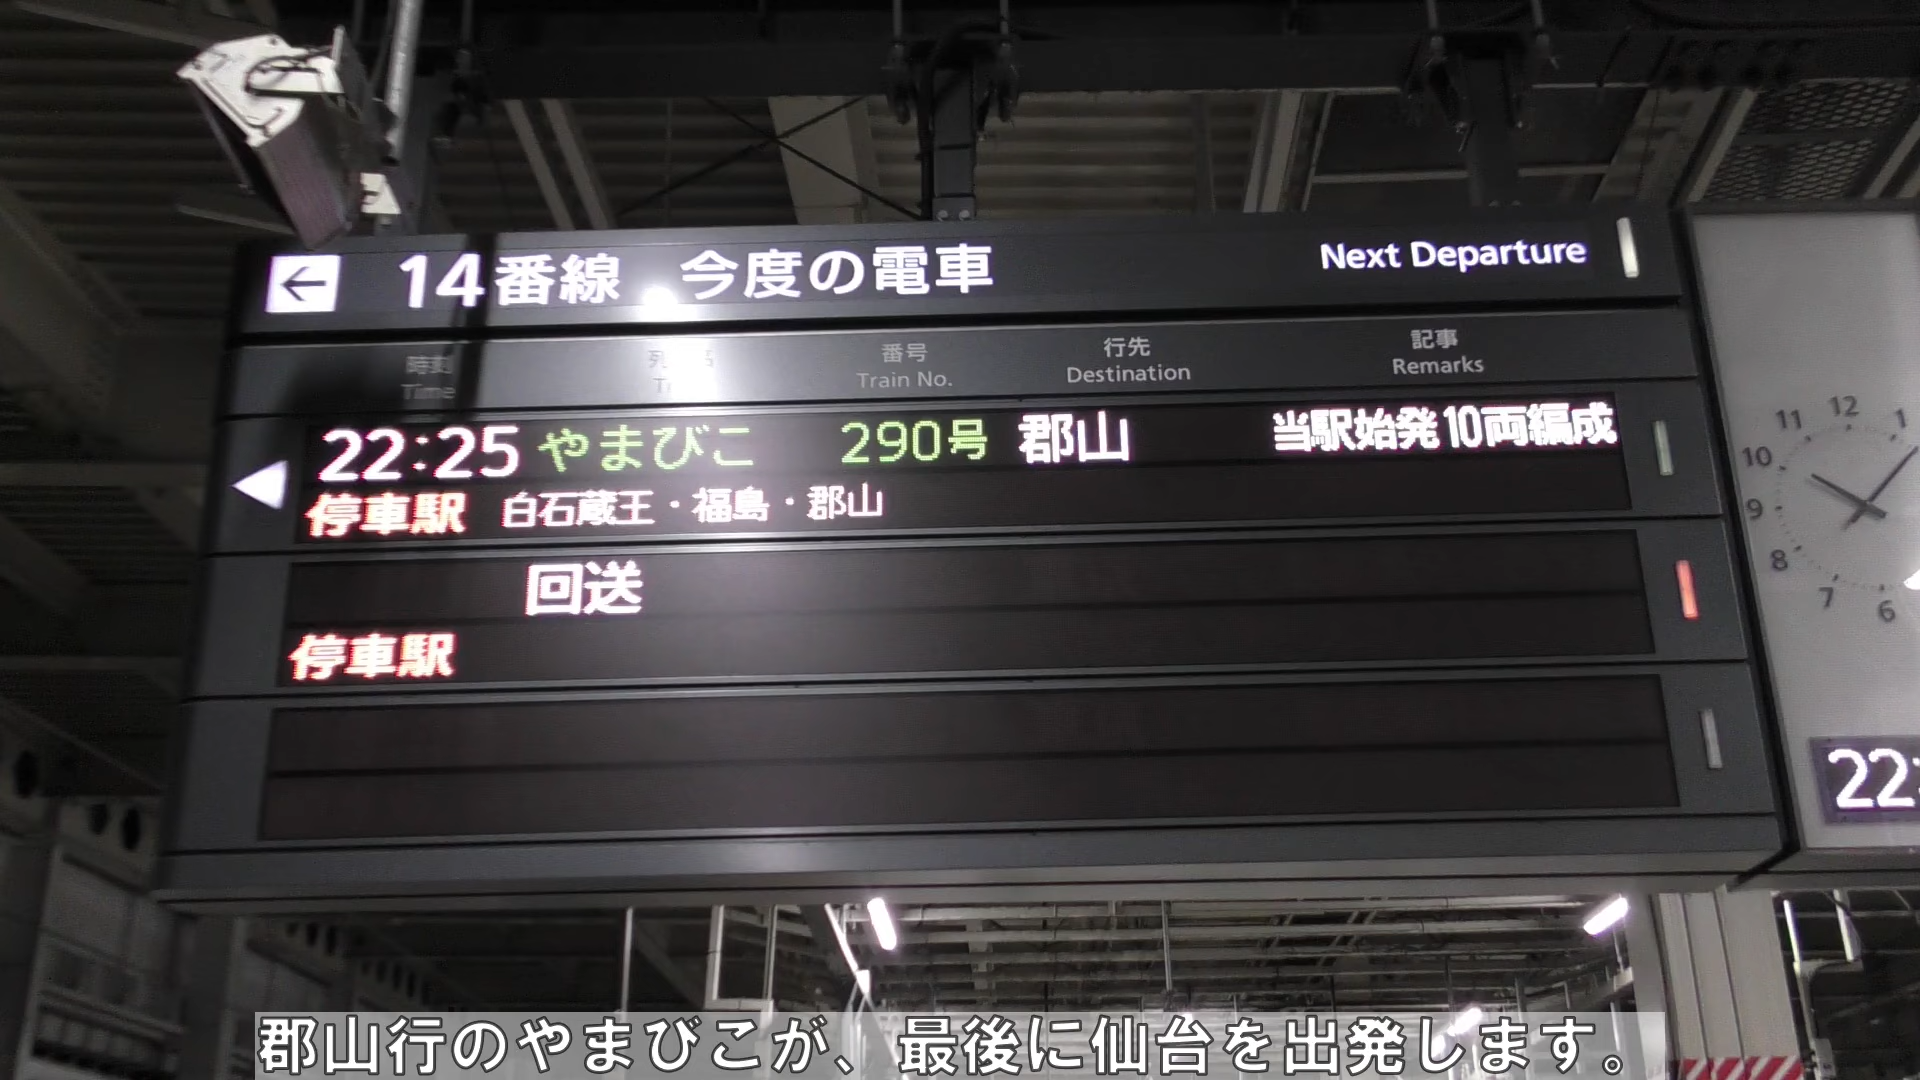 14番線 今度の電車 Next Departure
時刻 番号 行先 記事
Time Train No. Destination Remarks
22:25 やまびこ 290号 郡山 当駅始発10両編成
停車駅 白石蔵王・福島・郡山
回送
停車駅
11 12 1
10
9
8
7 6
22:
郡山行のやまびこが、最後に仙台を出発します。